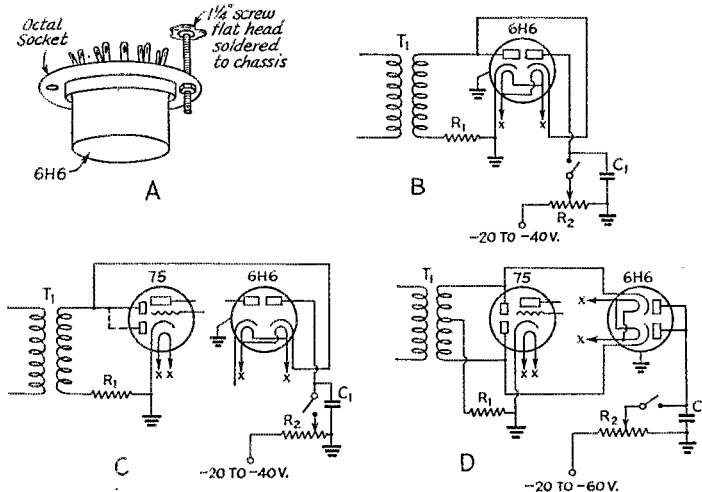 Octal
Socket
1¼" screw
flat head
soldered
to chassis
6H6
A
T₁
6H6
R₁
x
x
C₁
R₂
B
-20 TO -40V.
75
6H6
T₁
x
x
R₁
C₁
R₂
C
-20 TO -40V.
T₁
75
6H6
x
x
x
x
R₁
R₂
C
D
-20 TO -60V.